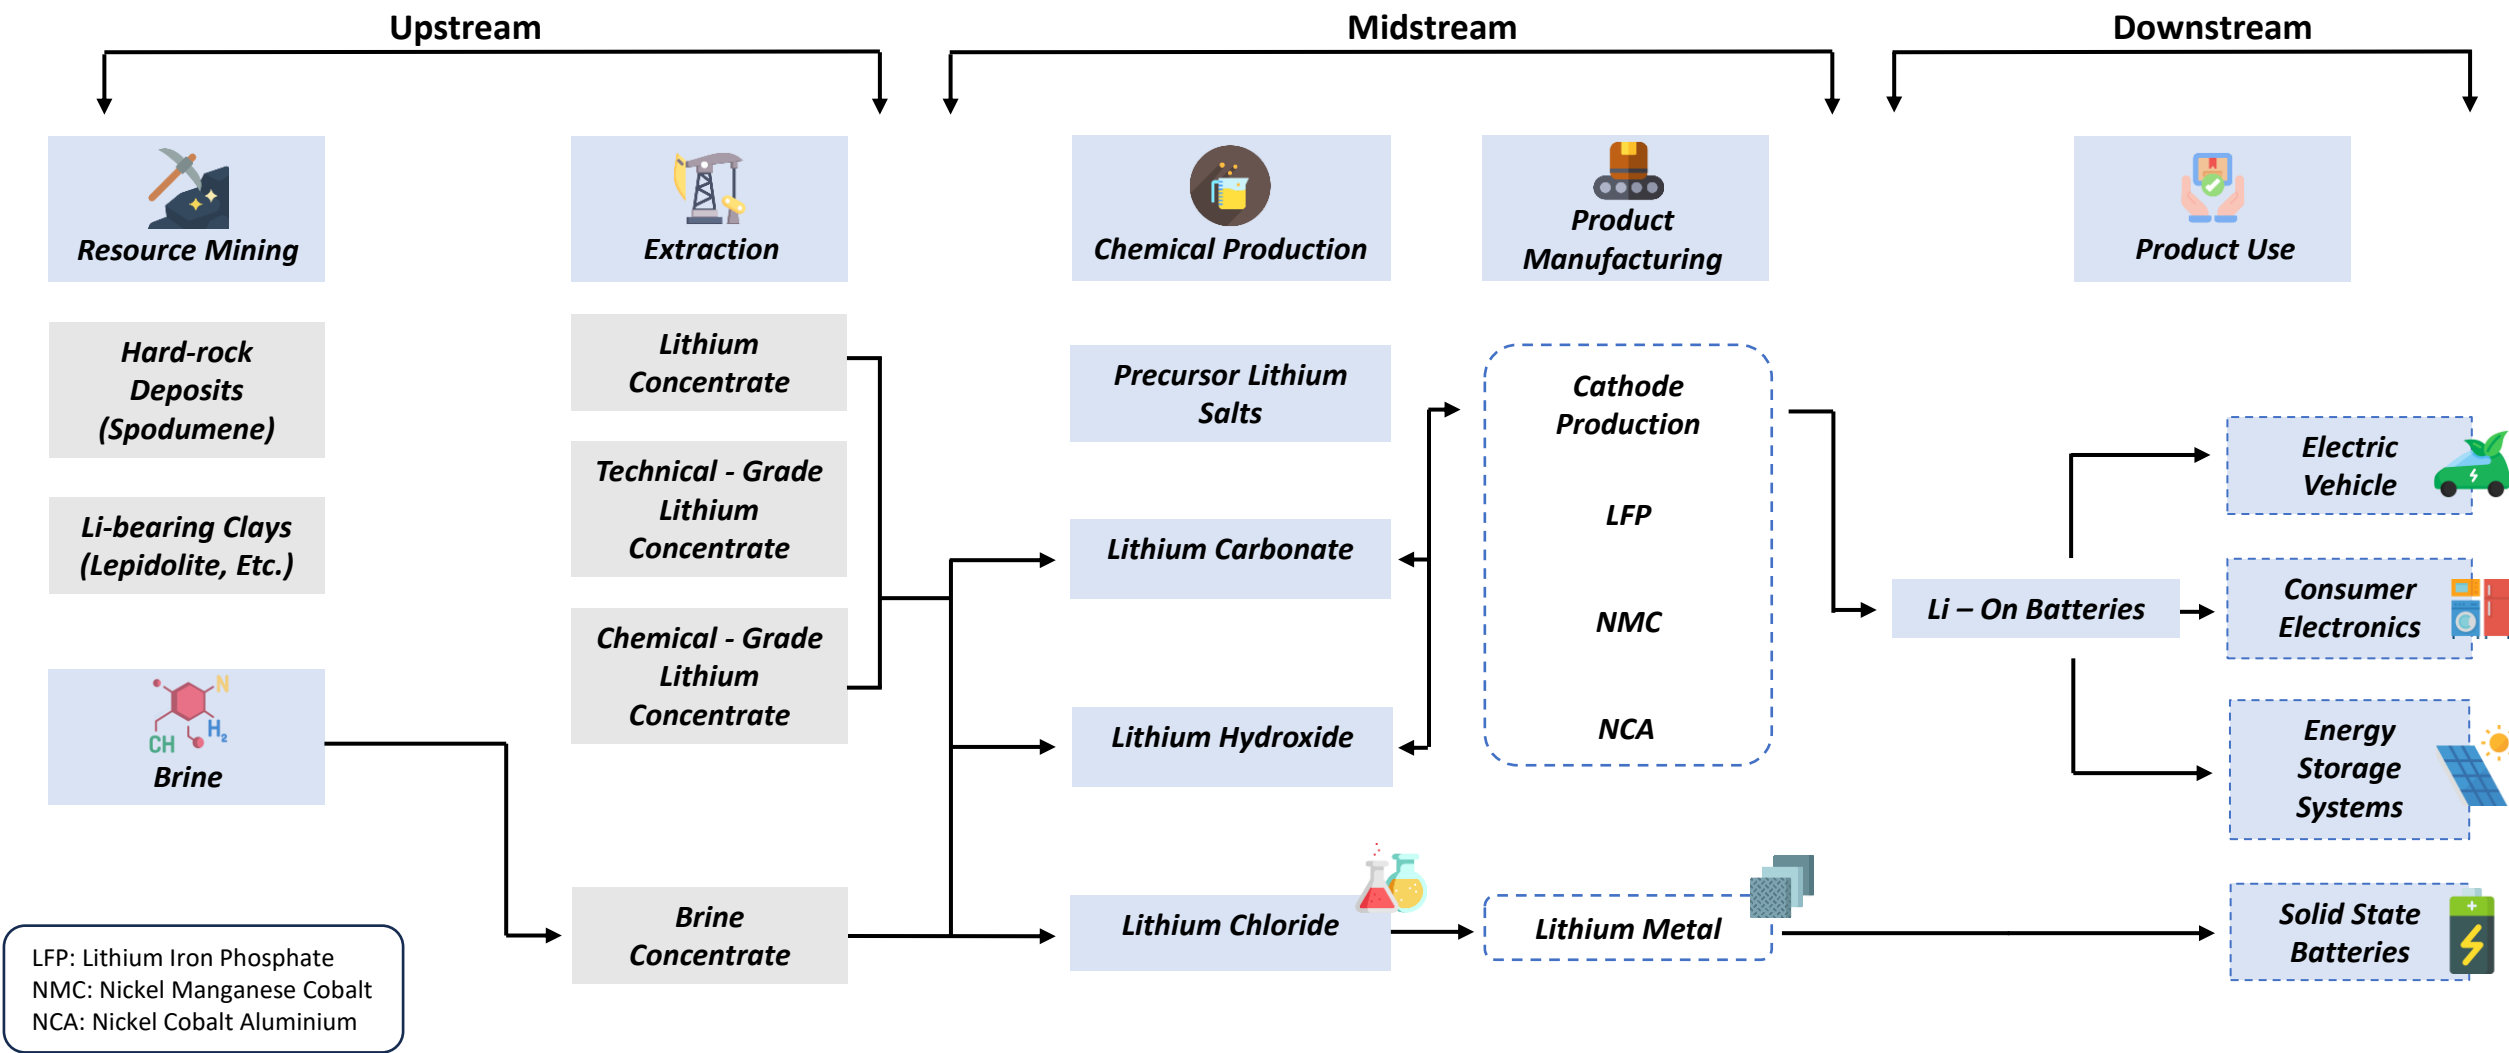 Upstream
Midstream
Downstream
Resource Mining
Extraction
Chemical Production
Product
Manufacturing
Product Use
Hard-rock
Deposits
(Spodumene)
Li-bearing Clays
(Lepidolite, Etc.)
N
H₂
CH
Brine
Lithium
Concentrate
Technical - Grade
Lithium
Concentrate
Chemical - Grade
Lithium
Concentrate
Brine
Concentrate
Precursor Lithium
Salts
Lithium Carbonate
Lithium Hydroxide
Lithium Chloride
Cathode
Production
LFP
NMC
NCA
Lithium Metal
Li – On Batteries
Electric
Vehicle
Consumer
Electronics
Energy
Storage
Systems
Solid State
Batteries
LFP: Lithium Iron Phosphate
NMC: Nickel Manganese Cobalt
NCA: Nickel Cobalt Aluminium